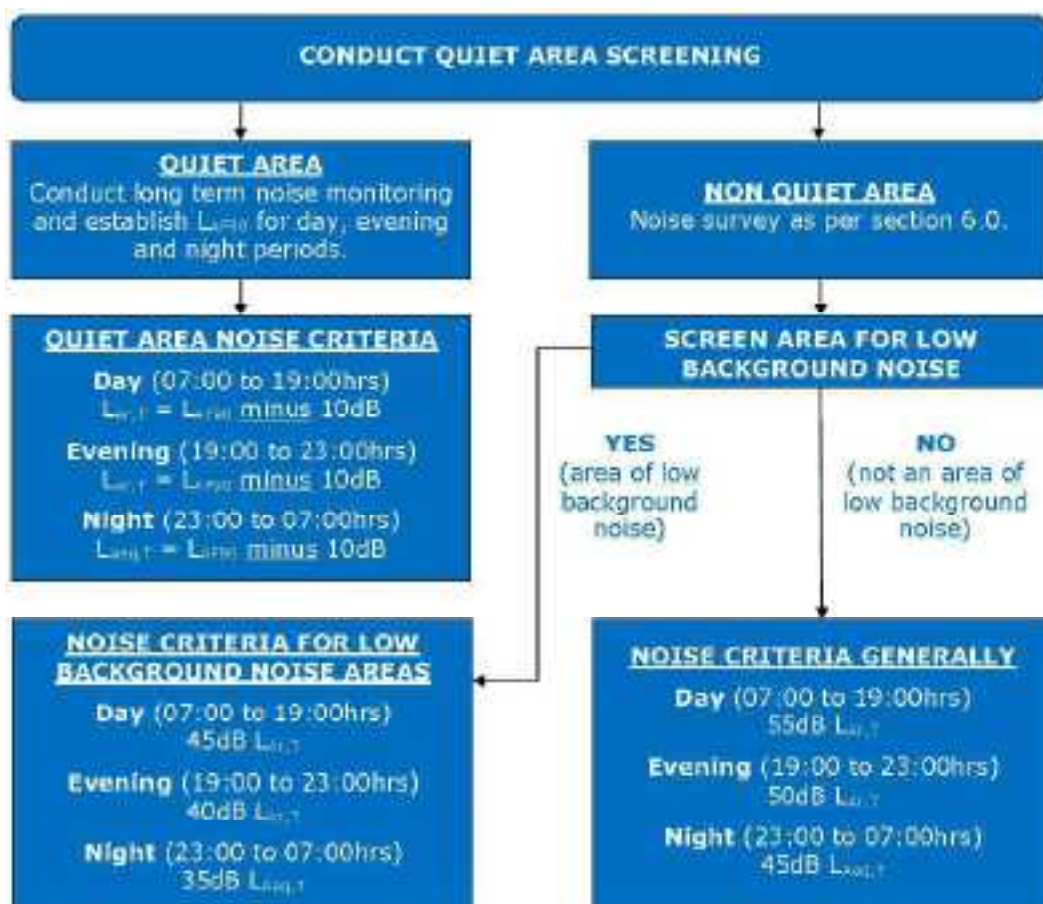 CONDUCT QUIET AREA SCREENING
QUIET AREA
Conduct long term noise monitoring
and establish L for day, evening
and night periods.
NON QUIET AREA
Noise survey as per section 6.0.
QUIET AREA NOISE CRITERIA
Day (07:00 to 19:00hrs)
L = L minus 10dB
Evening (19:00 to 23:00hrs)
L = L minus 10dB
Night (23:00 to 07:00hrs)
L = L minus 10dB
SCREEN AREA FOR LOW
BACKGROUND NOISE
YES
(area of low
background
noise)
NO
(not an area of
low background
noise)
NOISE CRITERIA FOR LOW
BACKGROUND NOISE AREAS
Day (07:00 to 19:00hrs)
45dB L
Evening (19:00 to 23:00hrs)
40dB L
Night (23:00 to 07:00hrs)
35dB L
NOISE CRITERIA GENERALLY
Day (07:00 to 19:00hrs)
55dB L
Evening (19:00 to 23:00hrs)
50dB L
Night (23:00 to 07:00hrs)
45dB L